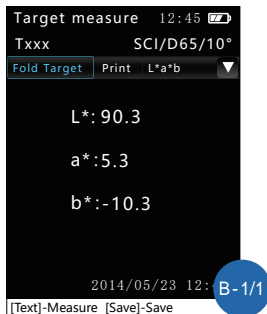 Target measure 12:45
Txxx SCI/D65/10°
Fold Target Print L*a*b
L*: 90.3
a*:5.3
b*:-10.3
2014/05/23 12:
B-1/1
[Text]-Measure [Save]-Save